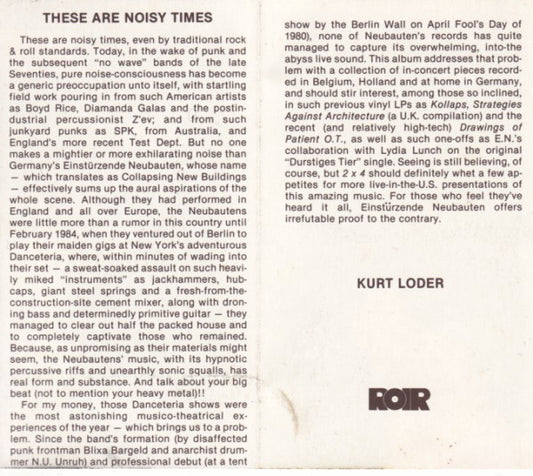 THESE ARE NOISY TIMES
These are noisy times, even by traditional rock
& roll standards. Today, in the wake of punk and
the subsequent "no wave" bands of the late
Seventies, pure noise-consciousness has become
a generic preoccupation unto itself, with startling
field work pouring in from such American artists
as Boyd Rice, Diamanda Galas and the postin-
dustrial percussionist Z'ev; and from such
junkyard punks as SPK, from Australia, and
England's more recent Test Dept. But no one
makes a mightier or more exhilarating noise than
Germany's Einstürzende Neubauten, whose name
— which translates as Collapsing New Buildings
— effectively sums up the aural aspirations of the
whole scene. Although they had performed in
England and all over Europe, the Neubautens
were little more than a rumor in this country until
February 1984, when they ventured out of Berlin to
play their maiden gigs at New York's adventurous
Danceteria, where, within minutes of wading into
their set — a sweat-soaked assault on such heavi-
ly miked "instruments" as jackhammers, hub-
caps, giant steel springs and a fresh-from-the-
construction-site cement mixer, along with dron-
ing bass and determinedly primitive guitar — they
managed to clear out half the packed house and
to completely captivate those who remained.
Because, as unpromising as their materials might
seem, the Neubautens' music, with its hypnotic
percussive riffs and unearthly sonic squalls, has
real form and substance. And talk about your big
beat (not to mention your heavy metal)!!
For my money, those Danceteria shows were
the most astonishing musico-theatrical ex-
periences of the year — which brings us to a prob-
lem. Since the band's formation (by disaffected
punk frontman Blixa Bargeld and anarchist drum-
mer N.U. Unruh) and professional debut (at a tent
show by the Berlin Wall on April Fool's Day of
1980), none of Neubauten's records has quite
managed to capture its overwhelming, into-the
abyss live sound. This album addresses that prob-
lem with a collection of in-concert pieces record-
ed in Belgium, Holland and at home in Germany,
and should stir interest, among those so inclined,
in such previous vinyl LPs as Kollaps, Strategies
Against Architecture (a U.K. compilation) and the
recent (and relatively high-tech) Drawings of
Patient O.T., as well as such one-offs as E.N.'s
collaboration with Lydia Lunch on the original
"Durstiges Tier" single. Seeing is still believing, of
course, but 2 x 4 should definitely whet a few ap-
petites for more live-in-the-U.S. presentations of
this amazing music. For those who feel they've
heard it all, Einstürzende Neubauten offers
irrefutable proof to the contrary.
KURT LODER
ROIR